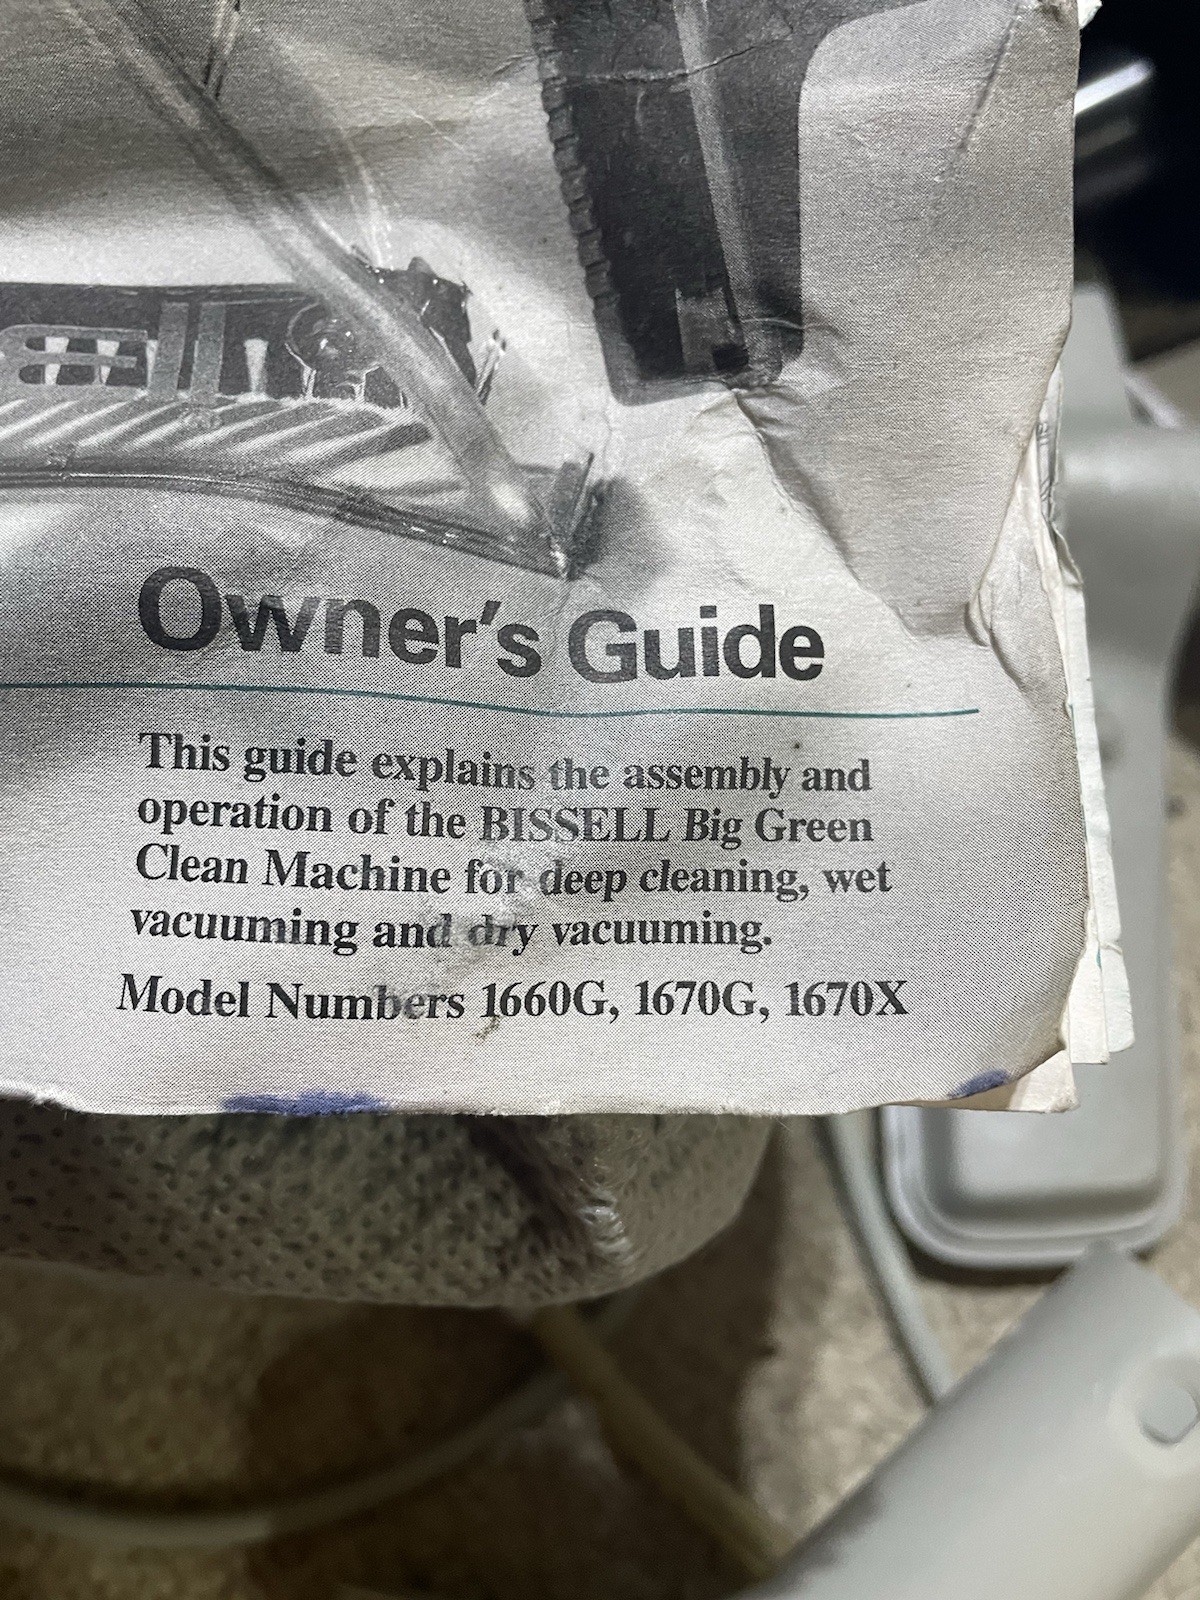 Owner's Guide
This guide explains the assembly and
operation of the BISSELL Big Green
Clean Machine for deep cleaning, wet
vacuuming and dry vacuuming.
Model Numbers 1660G, 1670G, 1670X